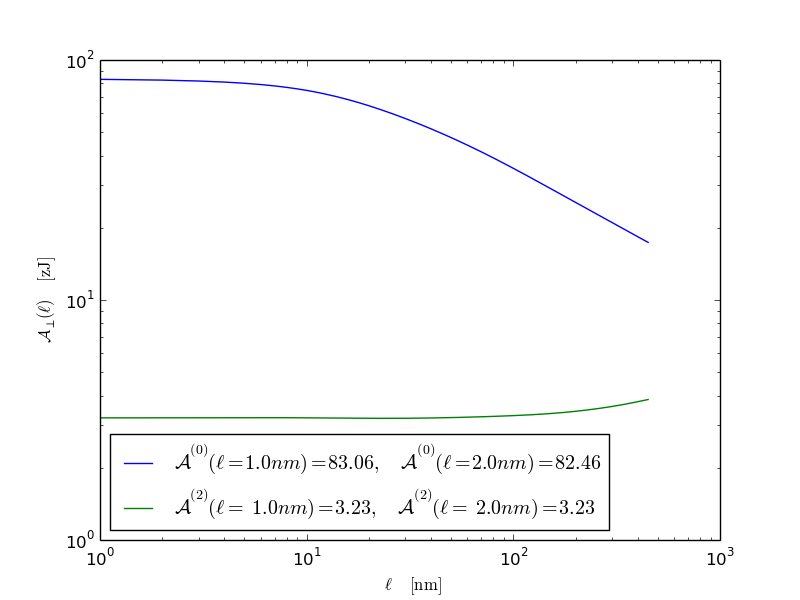 10²
10¹
10⁰
𝒜⊥(ℓ) [zJ]
𝒜⁽⁰⁾(ℓ=1.0nm)=83.06, 𝒜⁽⁰⁾(ℓ=2.0nm)=82.46
𝒜⁽²⁾(ℓ= 1.0nm)=3.23, 𝒜⁽²⁾(ℓ= 2.0nm)=3.23
10⁰ 10¹ 10² 10³
ℓ [nm]